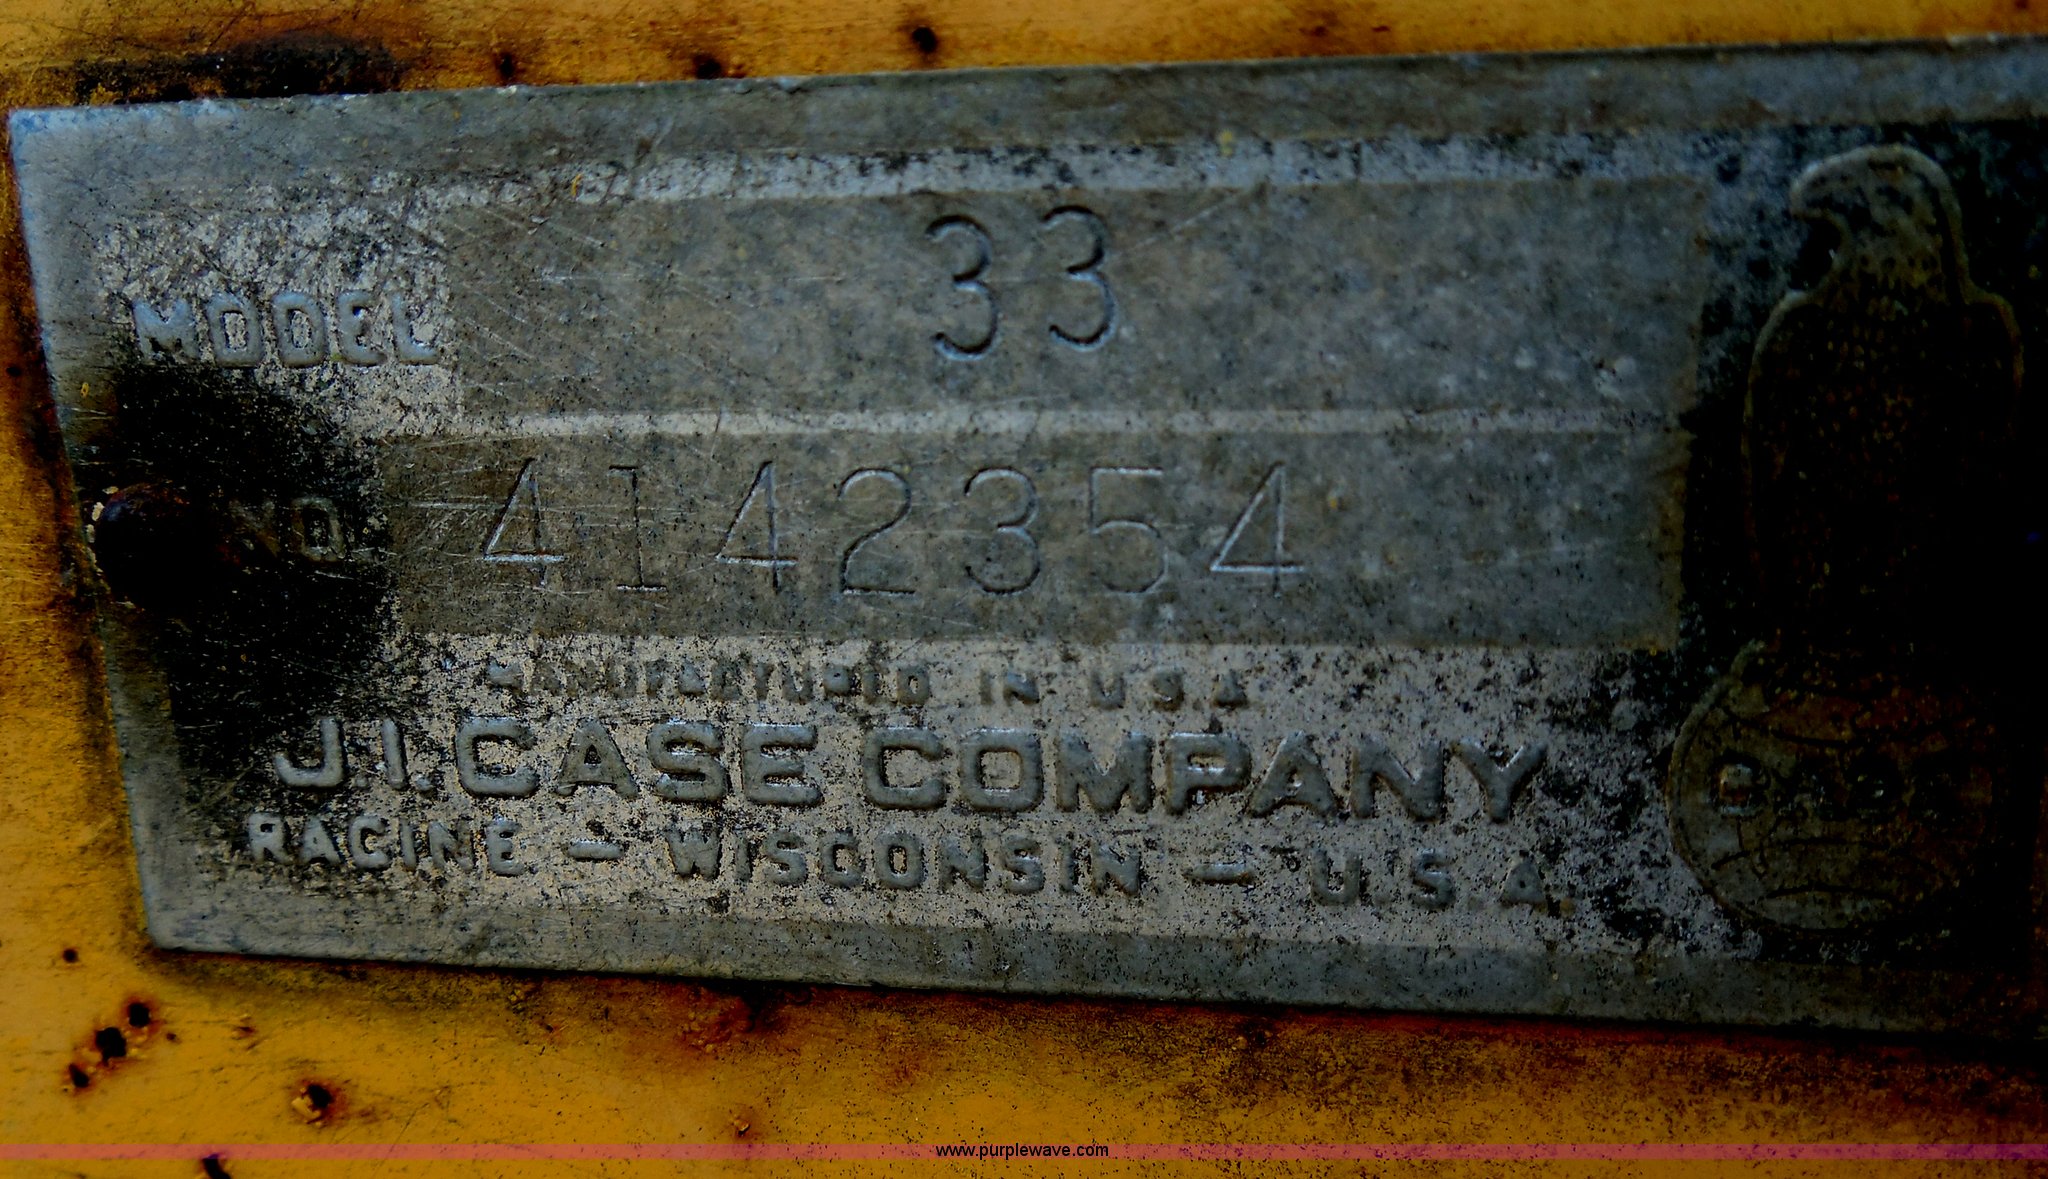 MODEL 33
NO. 4142354
MANUFACTURED IN U.S.A
J.I. CASE COMPANY
RACINE - WISCONSIN - U.S.A.
www.purplewave.com